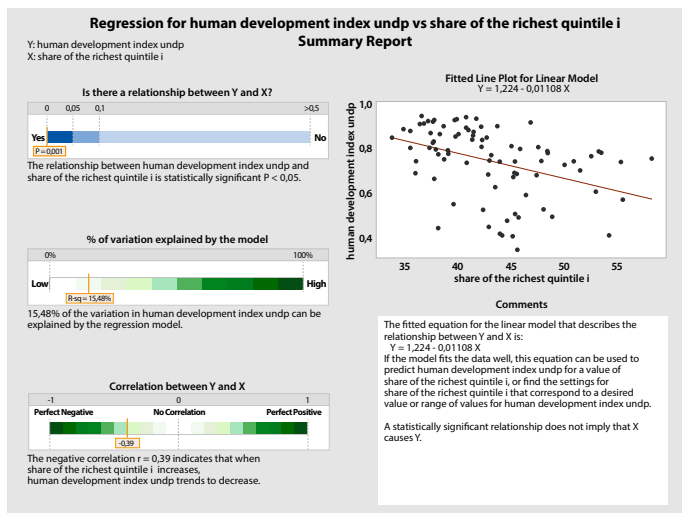 Regression for human development index undp vs share of the richest quintile i
Summary Report
Y: human development index undp
X: share of the richest quintile i
Is there a relationship between Y and X?
0 0,05 0,1 >0,5
Yes No
P = 0,001
The relationship between human development index undp and
share of the richest quintile i is statistically significant P < 0,05.
% of variation explained by the model
0% 100%
Low High
R-sq = 15,48%
15,48% of the variation in human development index undp can be
explained by the regression model.
Correlation between Y and X
-1 0 1
Perfect Negative No Correlation Perfect Positive
-0,39
The negative correlation r = 0,39 indicates that when
share of the richest quintile i increases,
human development index undp trends to decrease.
Fitted Line Plot for Linear Model
Y = 1,224 - 0,01108 X
human development index undp
1,0
0,8
0,6
0,4
35 40 45 50 55
share of the richest quintile i
Comments
The fitted equation for the linear model that describes the
relationship between Y and X is:
Y = 1,224 - 0,01108 X
If the model fits the data well, this equation can be used to
predict human development index undp for a value of
share of the richest quintile i, or find the settings for
share of the richest quintile i that correspond to a desired
value or range of values for human development index undp.
A statistically significant relationship does not imply that X
causes Y.